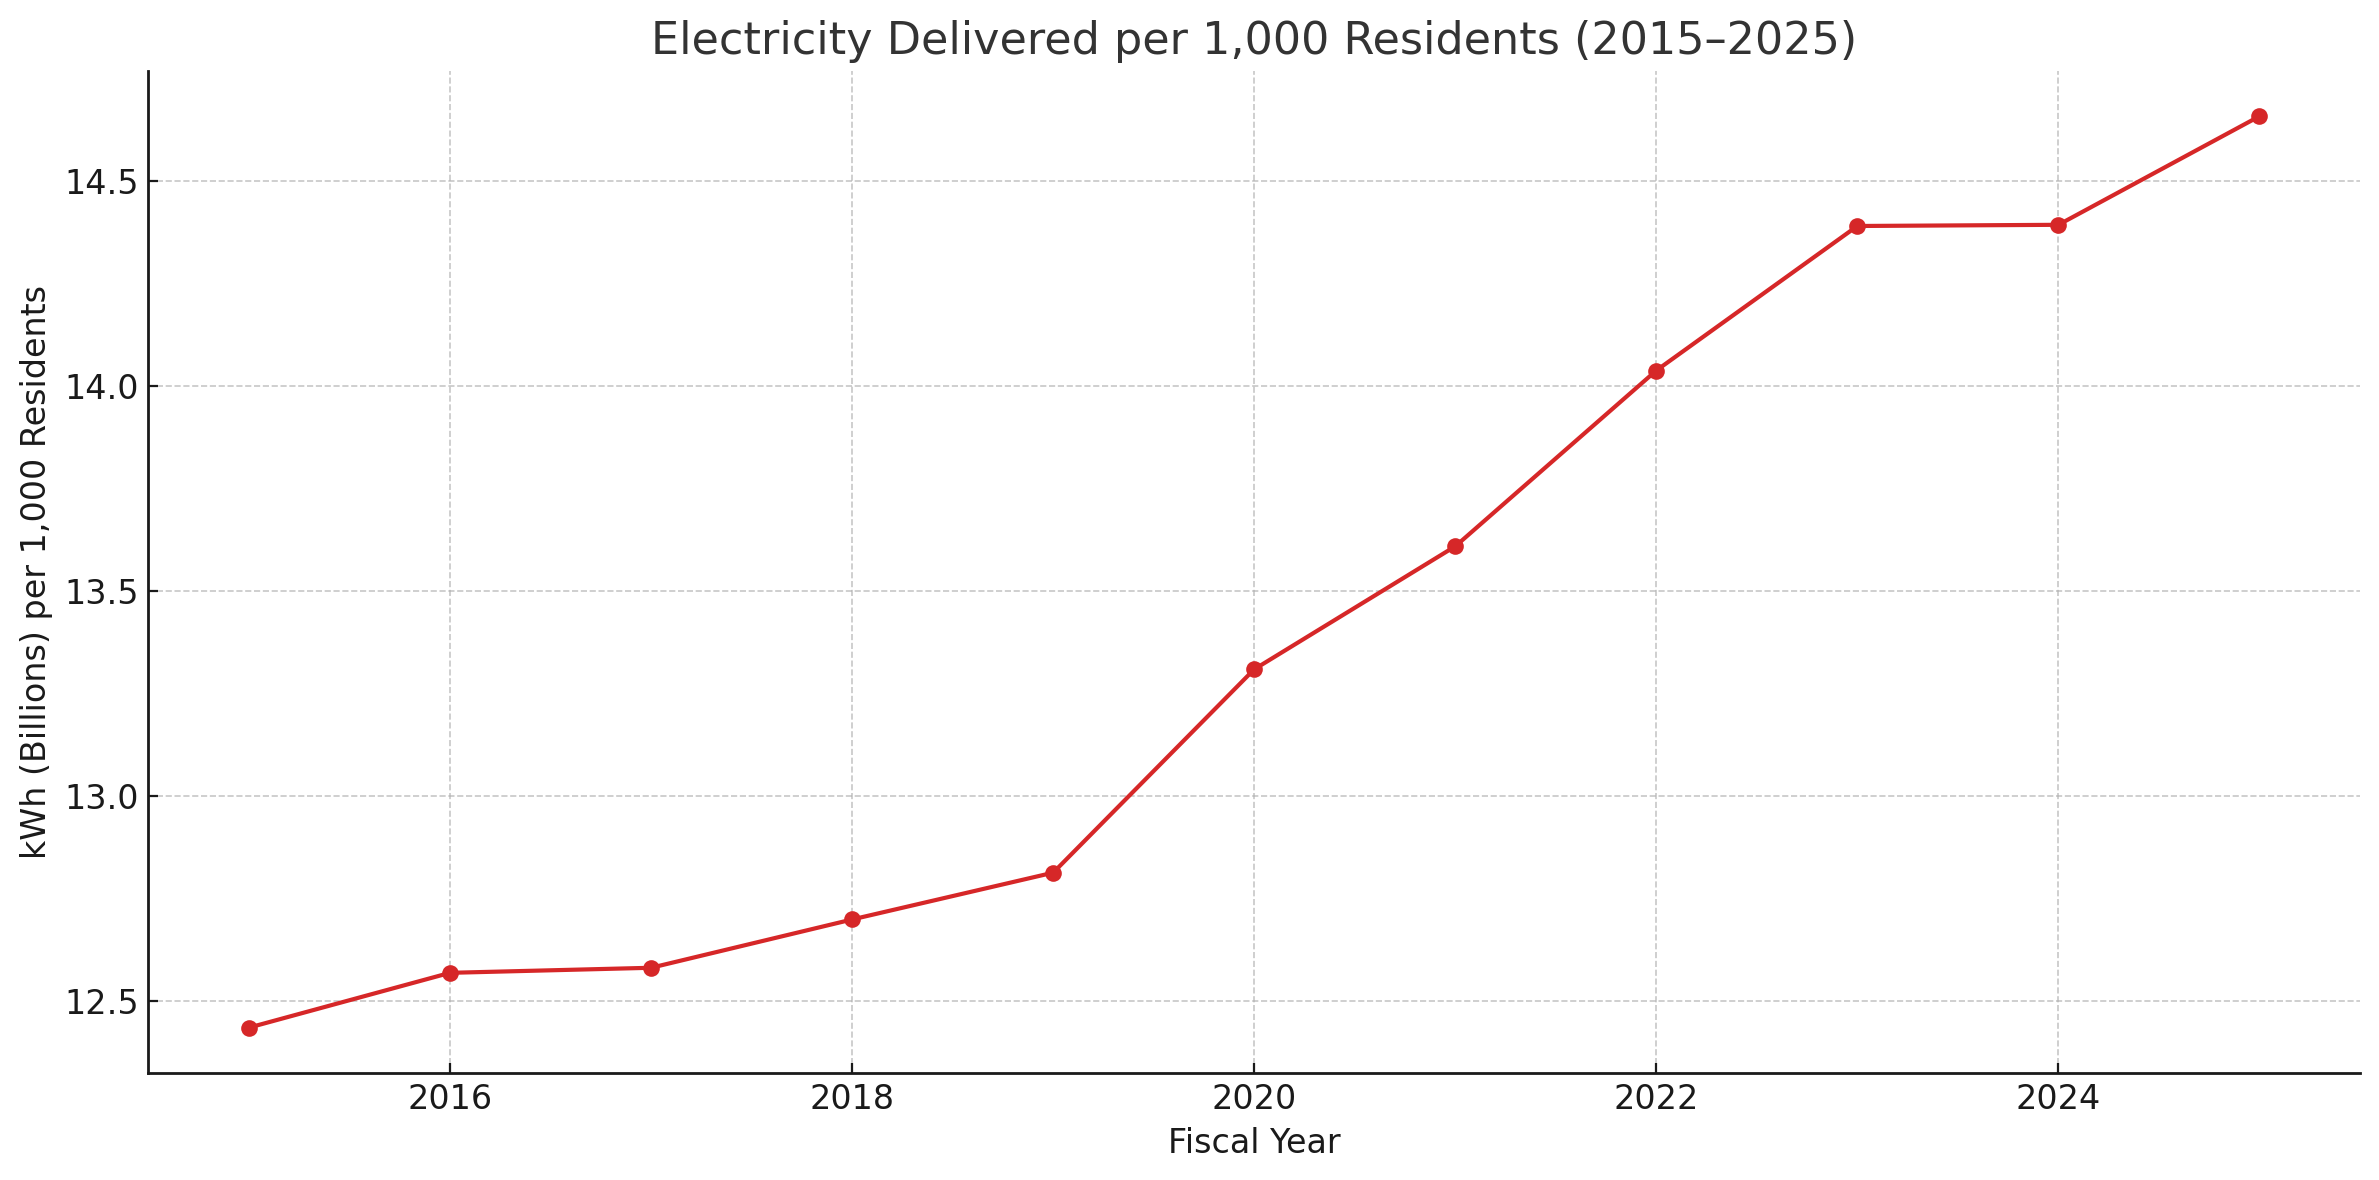 Electricity Delivered per 1,000 Residents (2015–2025)
kWh (Billions) per 1,000 Residents
14.5
14.0
13.5
13.0
12.5
2016 2018 2020 2022 2024
Fiscal Year